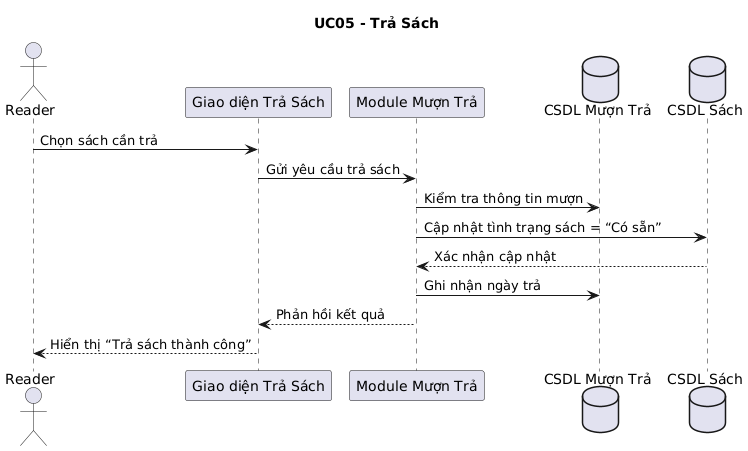 UC05 - Trả Sách
Reader
Giao diện Trả Sách
Module Mượn Trả
CSDL Mượn Trả
CSDL Sách
Chọn sách cần trả
Gửi yêu cầu trả sách
Kiểm tra thông tin mượn
Cập nhật tình trạng sách = “Có sẵn”
Xác nhận cập nhật
Ghi nhận ngày trả
Phản hồi kết quả
Hiển thị “Trả sách thành công”
Reader
Giao diện Trả Sách
Module Mượn Trả
CSDL Mượn Trả
CSDL Sách